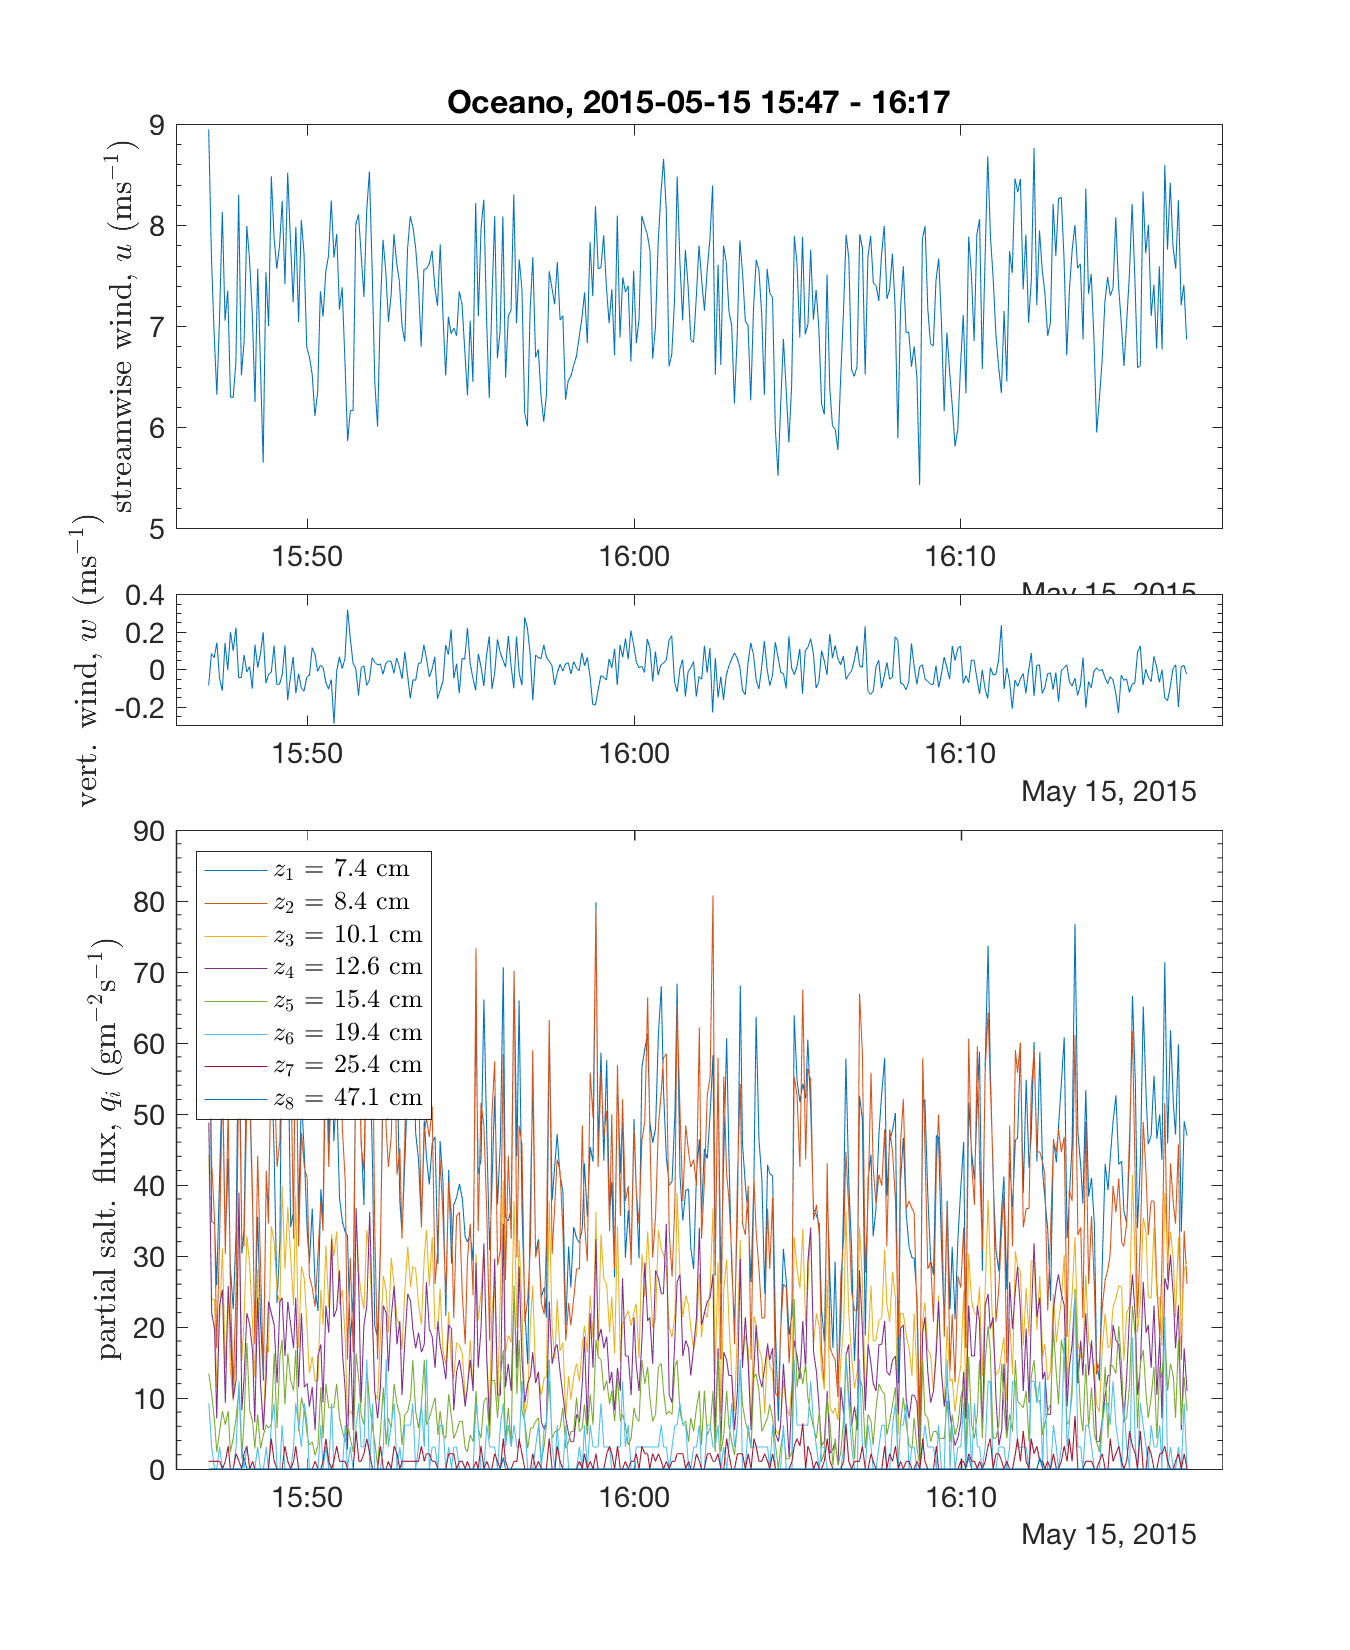 Oceano, 2015-05-15 15:47 - 16:17
streamwise wind, u (ms⁻¹)
9
8
7
6
5
15:50 16:00 16:10
May 15, 2015
vert. wind, w (ms⁻¹)
0.4
0.2
0
-0.2
15:50 16:00 16:10
May 15, 2015
partial salt. flux, qᵢ (gm⁻²s⁻¹)
90
80
70
60
50
40
30
20
10
0
z₁ = 7.4 cm
z₂ = 8.4 cm
z₃ = 10.1 cm
z₄ = 12.6 cm
z₅ = 15.4 cm
z₆ = 19.4 cm
z₇ = 25.4 cm
z₈ = 47.1 cm
15:50 16:00 16:10
May 15, 2015